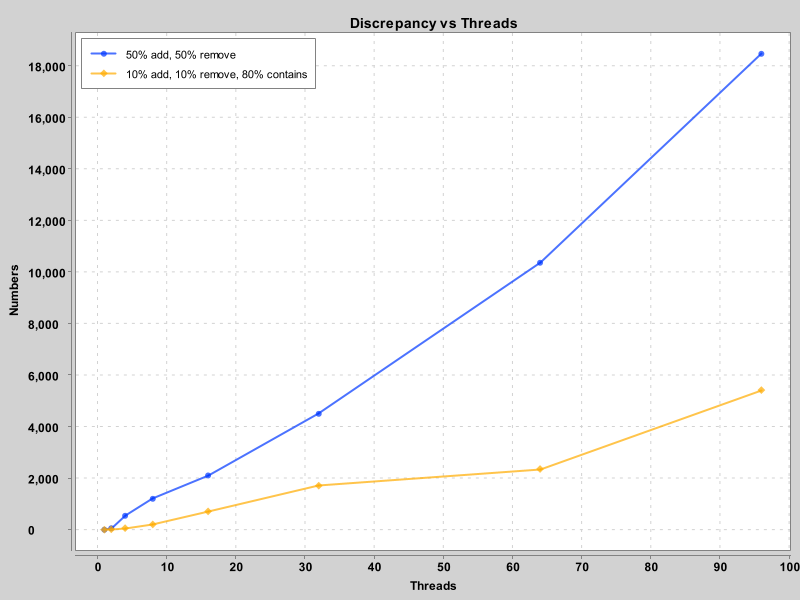 Discrepancy vs Threads
50% add, 50% remove
10% add, 10% remove, 80% contains
Numbers
18,000
16,000
14,000
12,000
10,000
8,000
6,000
4,000
2,000
0
0 10 20 30 40 50 60 70 80 90 100
Threads